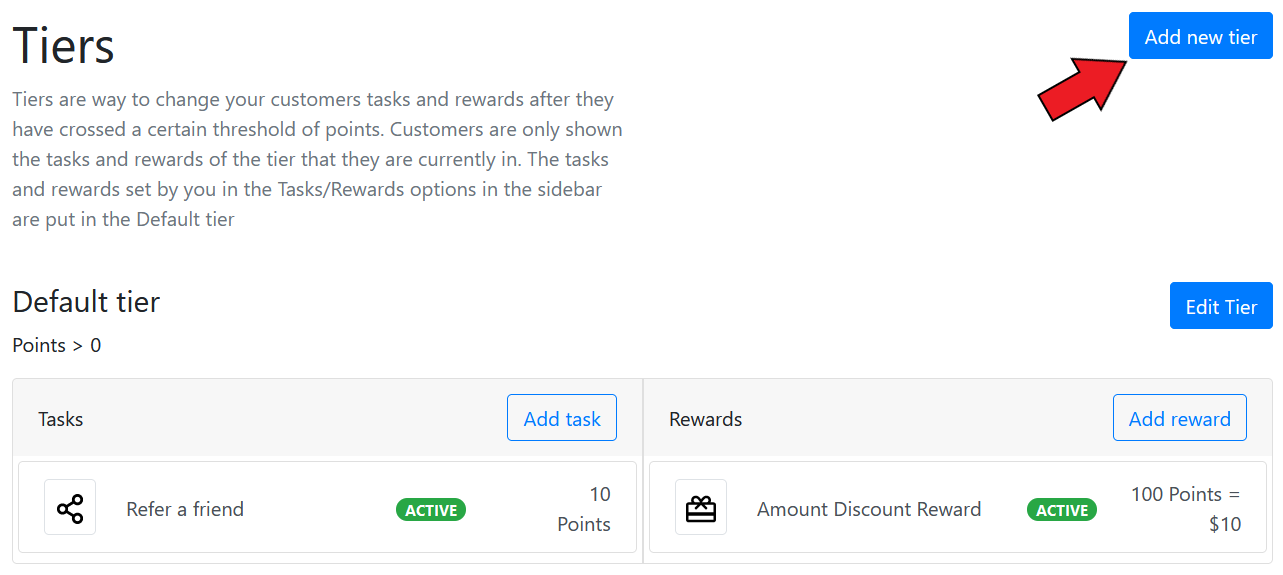 Tiers
Add new tier
Tiers are way to change your customers tasks and rewards after they
have crossed a certain threshold of points. Customers are only shown
the tasks and rewards of the tier that they are currently in. The tasks
and rewards set by you in the Tasks/Rewards options in the sidebar
are put in the Default tier
Default tier
Edit Tier
Points > 0
Tasks
Add task
Rewards
Add reward
Refer a friend
ACTIVE
10
Points
Amount Discount Reward
ACTIVE
100 Points =
$10